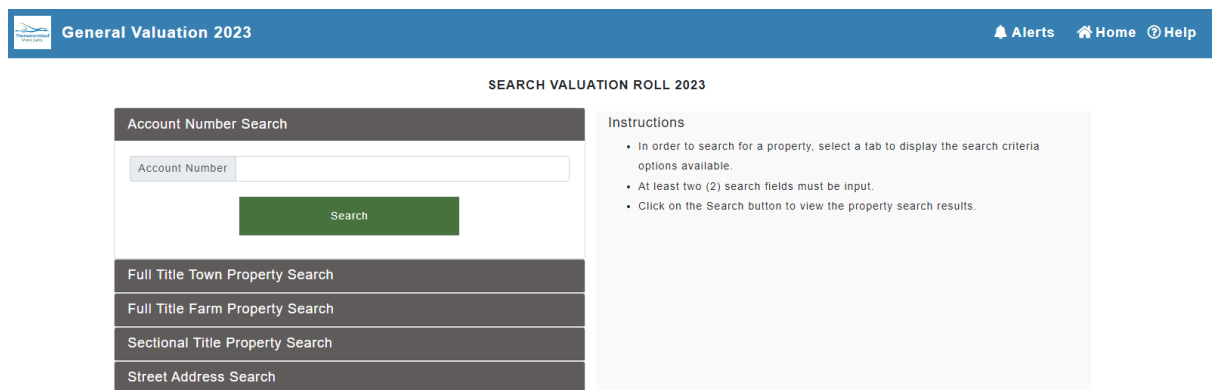 Theewaterskloof
General Valuation 2023
Alerts
Home
Help
SEARCH VALUATION ROLL 2023
Account Number Search
Account Number
Search
Full Title Town Property Search
Full Title Farm Property Search
Sectional Title Property Search
Street Address Search
Instructions
In order to search for a property, select a tab to display the search criteria
options available.
At least two (2) search fields must be input.
Click on the Search button to view the property search results.